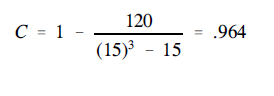 C = 1 − 120 / ((15)³ − 15) = .964